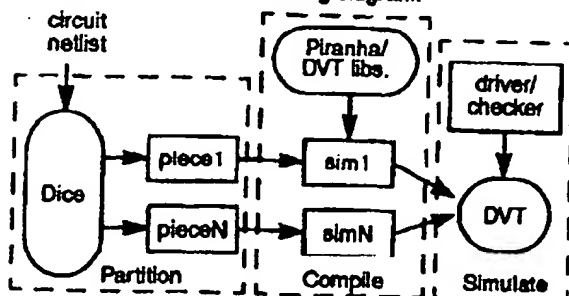 circuit
netlist
Piranha/
DVT libs.
driver/
checker
Dice
piece1
sim1
DVT
pieceN
simN
Partition
Compile
Simulate